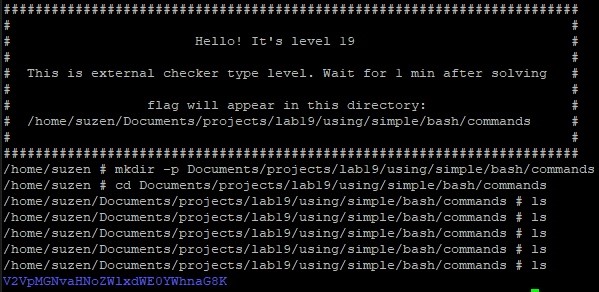 ################################################################################
# #
# Hello! It's level 19 #
# #
# This is external checker type level. Wait for 1 min after solving #
# #
# flag will appear in this directory: #
# /home/suzen/Documents/projects/lab19/using/simple/bash/commands #
# #
################################################################################
/home/suzen # mkdir -p Documents/projects/lab19/using/simple/bash/commands
/home/suzen # cd Documents/projects/lab19/using/simple/bash/commands
/home/suzen/Documents/projects/lab19/using/simple/bash/commands # ls
/home/suzen/Documents/projects/lab19/using/simple/bash/commands # ls
/home/suzen/Documents/projects/lab19/using/simple/bash/commands # ls
/home/suzen/Documents/projects/lab19/using/simple/bash/commands # ls
/home/suzen/Documents/projects/lab19/using/simple/bash/commands # ls
V2VpMGNvaHNoZWlxdWE0YWhnaG8K